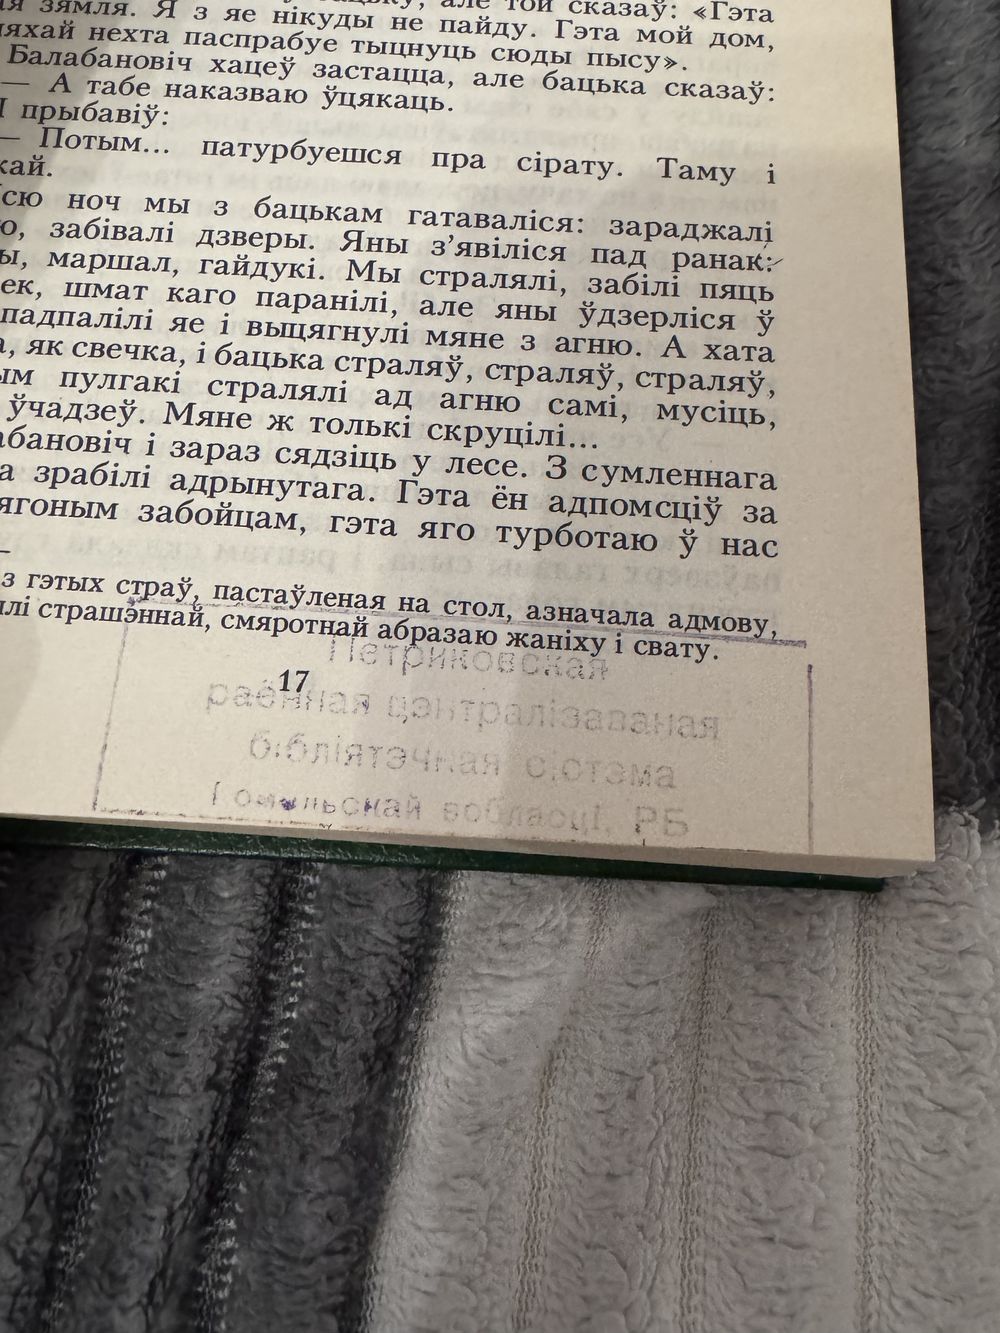 зямля. Я з яе нікуды не пайду. Гэта мой дом,
няхай нехта паспрабуе тыцнуць сюды пысу».
Балабановіч хацеў застацца, але бацька сказаў:
— А табе наказваю ўцякаць.
І прыбавіў:
— Потым... патурбуешся пра сірату. Таму і
кай.
сю ноч мы з бацькам гатаваліся: зараджалі
ю, забівалі дзверы. Яны з’явіліся пад ранак:
ы, маршал, гайдукі. Мы стралялі, забілі пяць
ек, шмат каго паранілі, але яны ўдзерліся ў
падпалілі яе і выцягнулі мяне з агню. А хата
а, як свечка, і бацька страляў, страляў, страляў,
ым пулгакі стралялі ад агню самі, мусіць,
ўчадзеў. Мяне ж толькі скруцілі...
абановіч і зараз сядзіць у лесе. З сумленнага
а зрабілі адрынутага. Гэта ён адпомсціў за
ягоным забойцам, гэта яго турботаю ў нас
з гэтых страў, пастаўленая на стол, азначала адмову,
лі страшэннай, смяротнай абразаю жаніху і свату.
17
Петриковская
раённая цэнтралізаваная
бібліятэчная сістэма
Гомельскай вобласці, РБ